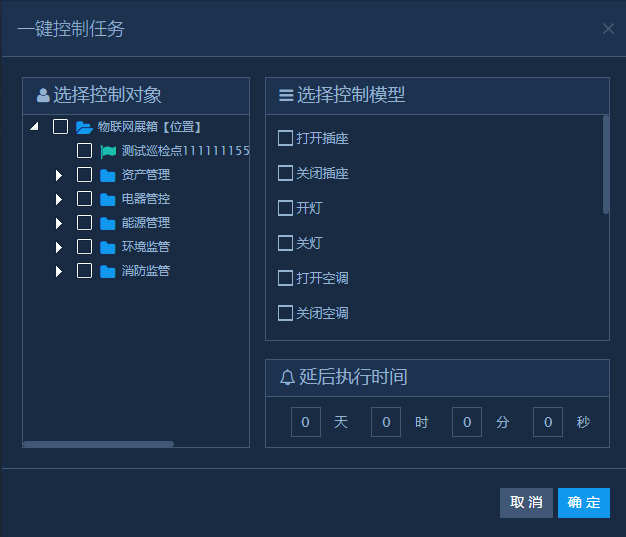 一键控制任务
选择控制对象
物联网展箱【位置】
测试巡检点111111155
资产管理
电器管控
能源管理
环境监管
消防监管
选择控制模型
打开插座
关闭插座
开灯
关灯
打开空调
关闭空调
延后执行时间
0 天 0 时 0 分 0 秒
取消 确定